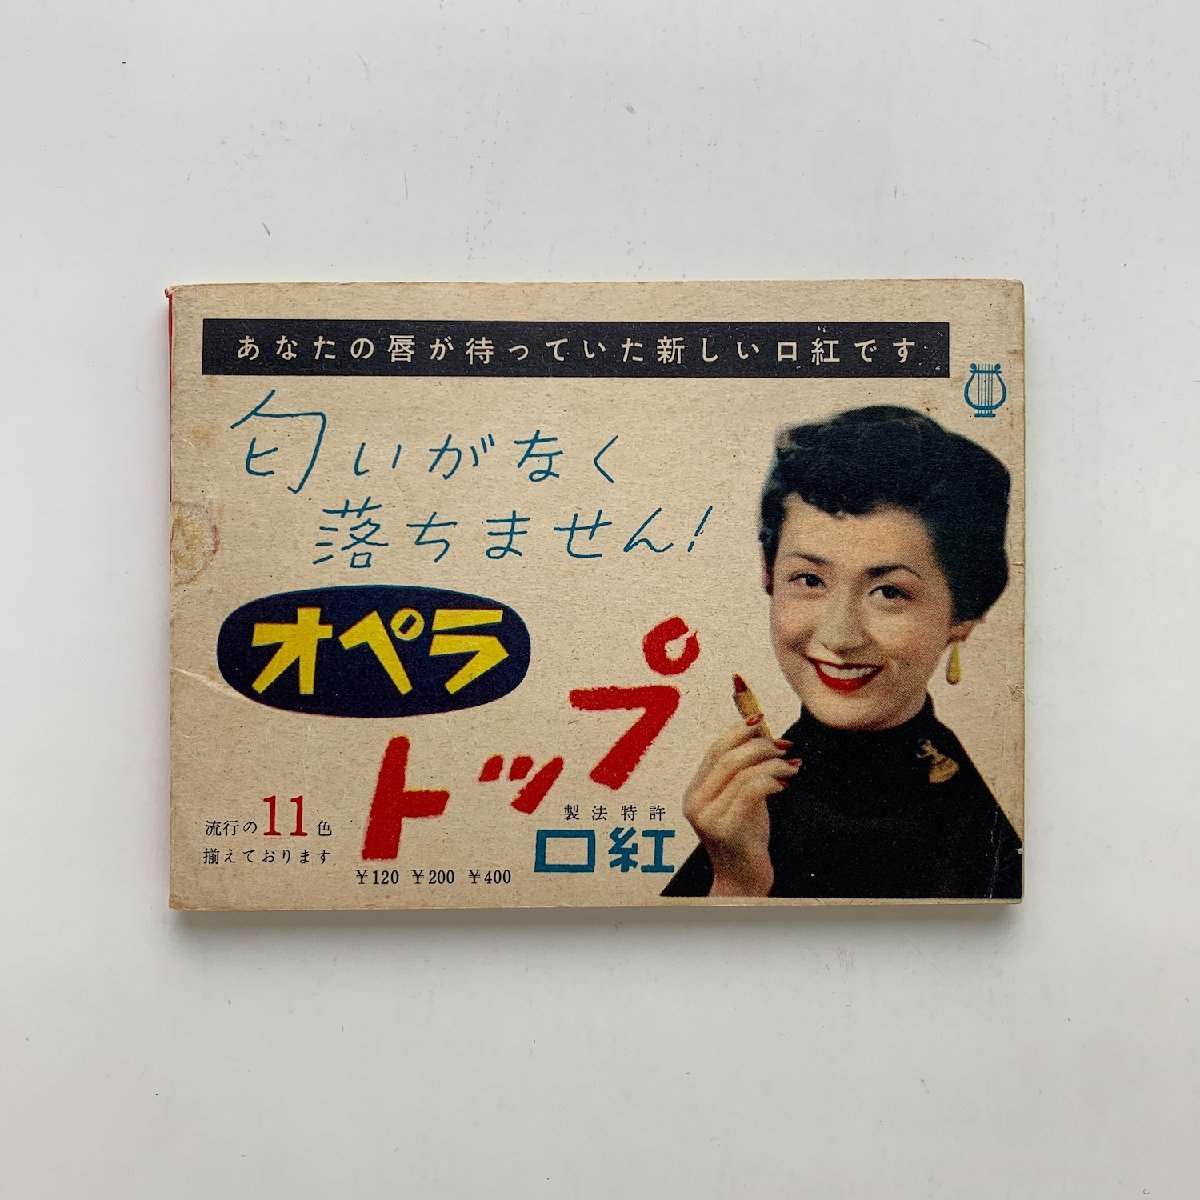 あなたの唇が待っていた新しい口紅です
匂いがなく
落ちません!
オペラ
トップ
製法特許
口紅
流行の11色
揃えております
¥120 ¥200 ¥400